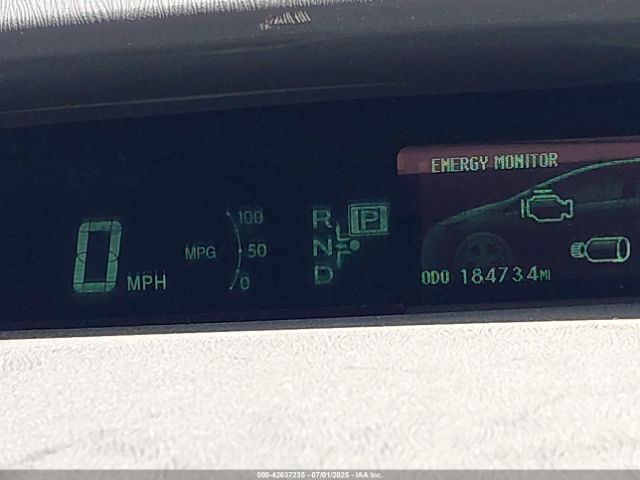 ENERGY MONITOR
0 MPH
MPG
100
50
0
R
N
D
P
ODO 184734MI
000-42637235 - 07/01/2025 - IAA Inc.